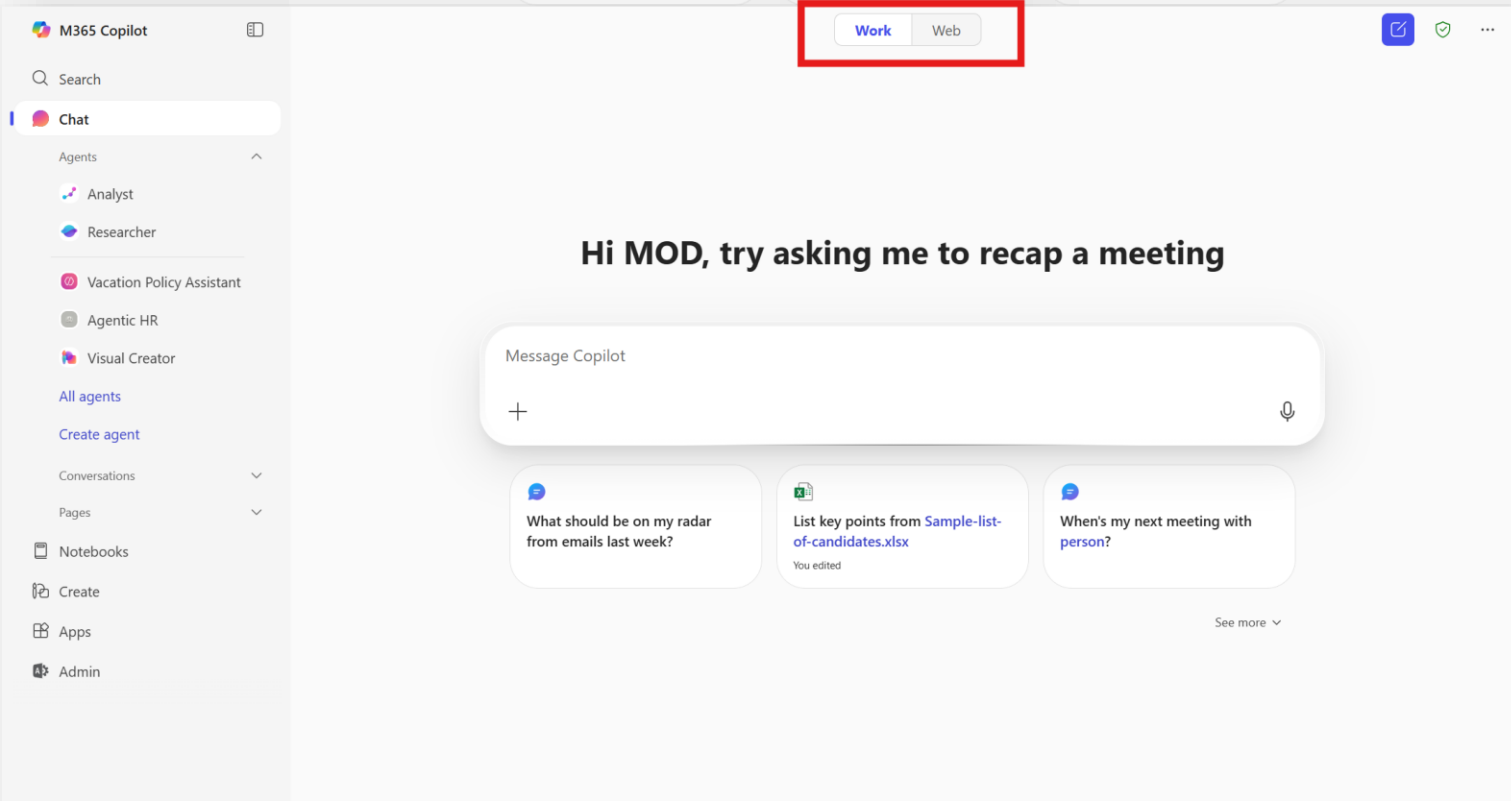 M365 Copilot
Search
Chat
Agents
Analyst
Researcher
Vacation Policy Assistant
Agentic HR
Visual Creator
All agents
Create agent
Conversations
Pages
Notebooks
Create
Apps
Admin
Work
Web
Hi MOD, try asking me to recap a meeting
Message Copilot
What should be on my radar
from emails last week?
List key points from Sample-list-
of-candidates.xlsx
You edited
When's my next meeting with
person?
See more